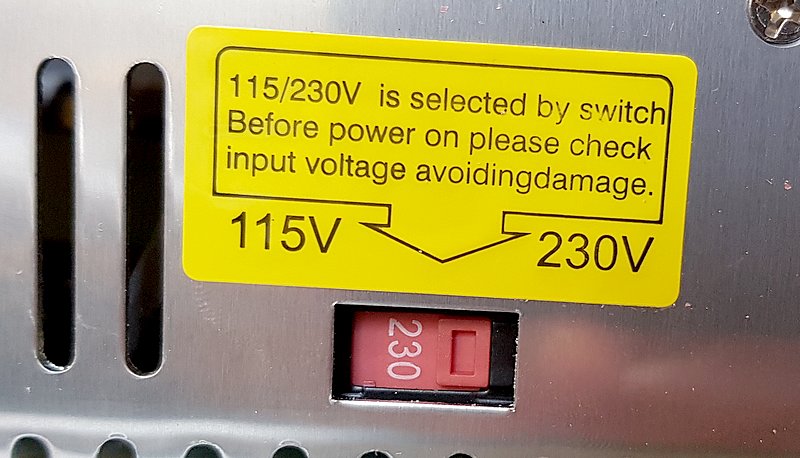 115/230V is selected by switch
Before power on please check
input voltage avoidingdamage.
115V 230V
230